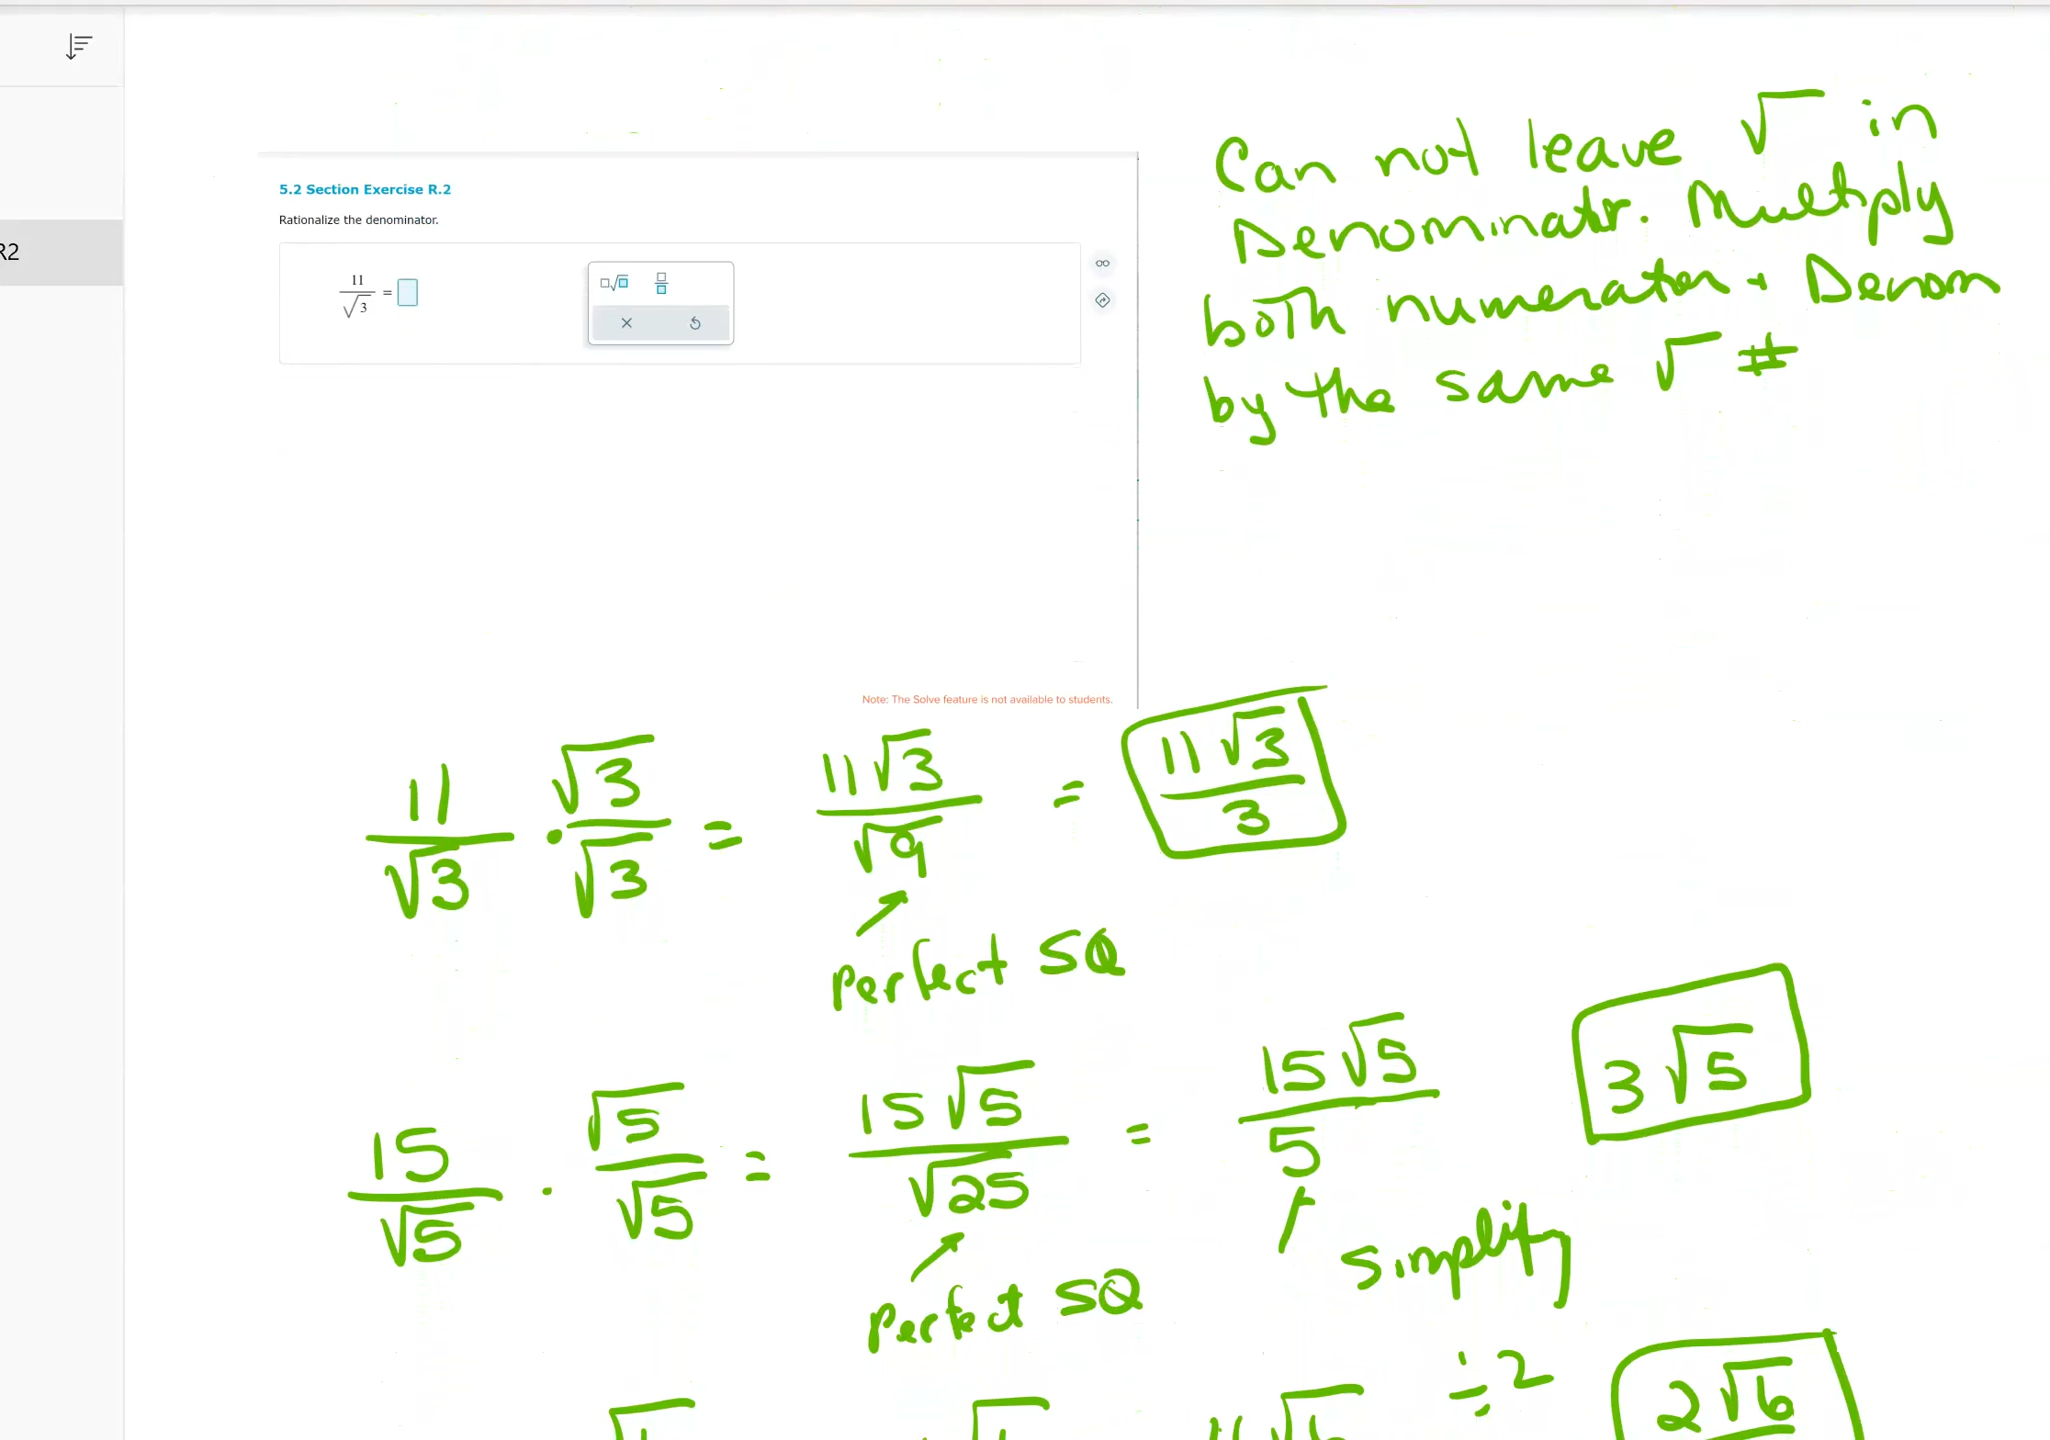 R2
5.2 Section Exercise R.2
Rationalize the denominator.
11/√3 =
Can not leave √ in
Denominator. Multiply
both numerator + Denom
by the same √ #
Note: The Solve feature is not available to students.
11/√3 · √3/√3 = 11√3/√9 = 11√3/3
Perfect SQ
15/√5 · √5/√5 = 15√5/√25 = 15√5/5 3√5
Perfect SQ
simplify
÷2
2√6